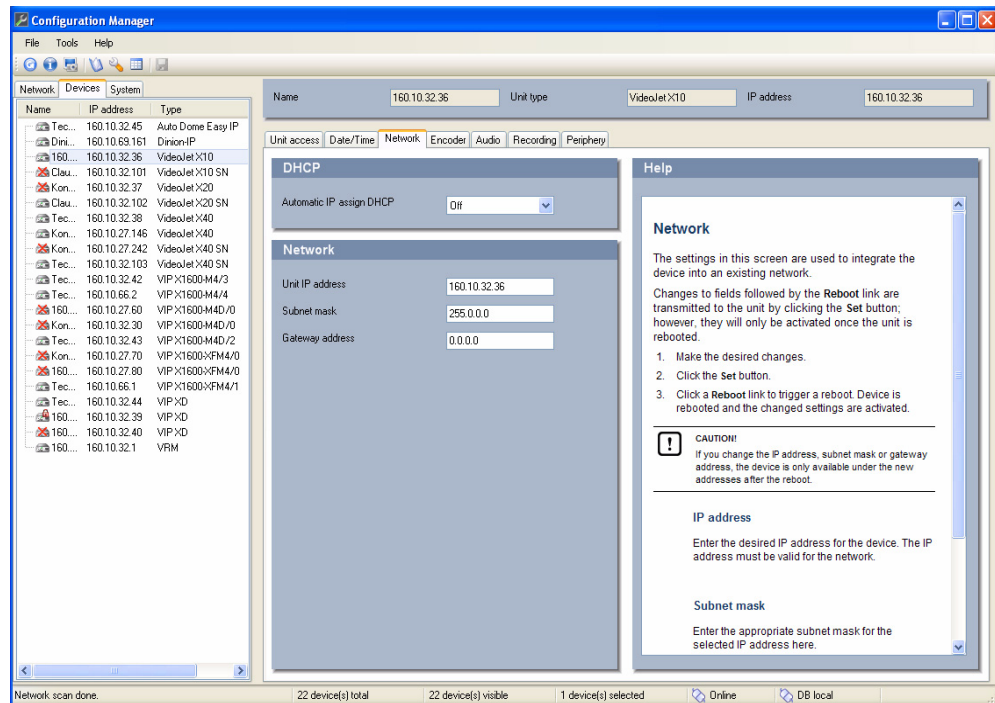 Configuration Manager
File Tools Help
Network Devices System
Name IP address Type
Tec... 160.10.32.45 Auto Dome Easy IP
Dini... 160.10.69.161 Dinion-IP
160.... 160.10.32.36 VideoJet X10
Clau... 160.10.32.101 VideoJet X10 SN
Kon... 160.10.32.37 VideoJet X20
Clau... 160.10.32.102 VideoJet X20 SN
Tec... 160.10.32.38 VideoJet X40
Kon... 160.10.27.146 VideoJet X40
Kon... 160.10.27.242 VideoJet X40 SN
Tec... 160.10.32.103 VideoJet X40 SN
Tec... 160.10.32.42 VIP X1600-M4/3
Tec... 160.10.66.2 VIP X1600-M4/4
160.... 160.10.27.60 VIP X1600-M4D/0
Kon... 160.10.32.30 VIP X1600-M4D/0
Tec... 160.10.32.43 VIP X1600-M4D/2
Kon... 160.10.27.70 VIP X1600-XFM4/0
160.... 160.10.27.80 VIP X1600-XFM4/0
Tec... 160.10.66.1 VIP X1600-XFM4/1
Tec... 160.10.32.44 VIP XD
160.... 160.10.32.39 VIP XD
160.... 160.10.32.40 VIP XD
160.... 160.10.32.1 VRM
Name 160.10.32.36 Unit type VideoJet X10 IP address 160.10.32.36
Unit access Date/Time Network Encoder Audio Recording Periphery
DHCP
Automatic IP assign DHCP Off
Network
Unit IP address 160.10.32.36
Subnet mask 255.0.0.0
Gateway address 0.0.0.0
Help
Network
The settings in this screen are used to integrate the
device into an existing network.
Changes to fields followed by the Reboot link are
transmitted to the unit by clicking the Set button;
however, they will only be activated once the unit is
rebooted.
1. Make the desired changes.
2. Click the Set button.
3. Click a Reboot link to trigger a reboot. Device is
rebooted and the changed settings are activated.
CAUTION!
If you change the IP address, subnet mask or gateway
address, the device is only available under the new
addresses after the reboot.
IP address
Enter the desired IP address for the device. The IP
address must be valid for the network.
Subnet mask
Enter the appropriate subnet mask for the
selected IP address here.
Network scan done. 22 device(s) total 22 device(s) visible 1 device(s) selected Online DB local